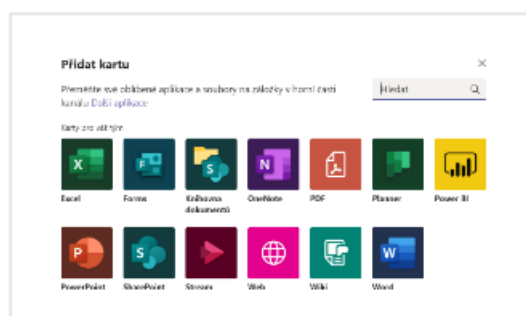 Přidat kartu
Přeměňte své oblíbené aplikace a soubory na záložky v horní části
kanálu Další aplikace
Hledat
Karty pro váš tým
Excel
Forms
Knihovna
dokumentů
OneNote
PDF
Planner
Power BI
PowerPoint
SharePoint
Stream
Web
Wiki
Word